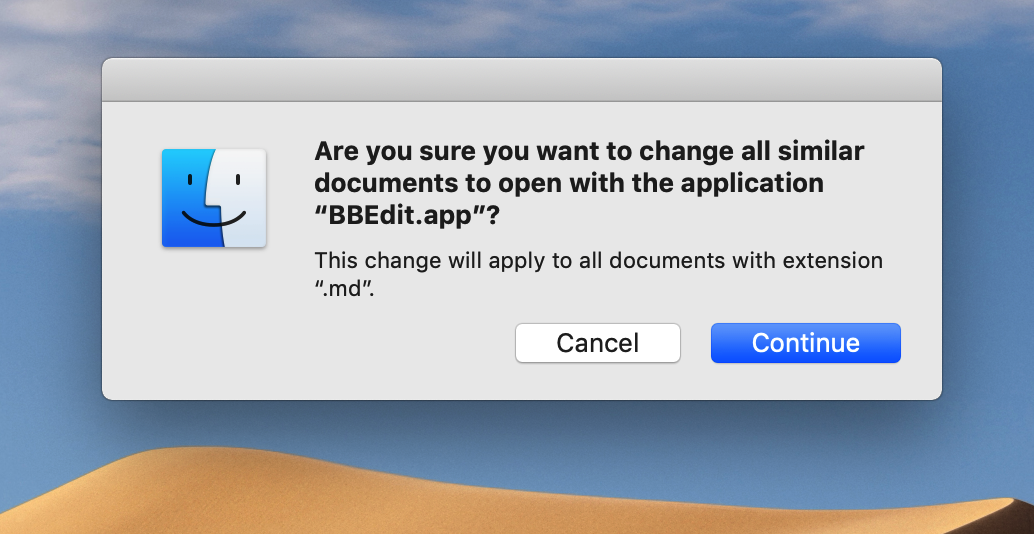 Are you sure you want to change all similar
documents to open with the application
“BBEdit.app”?
This change will apply to all documents with extension
“.md”.
Cancel
Continue